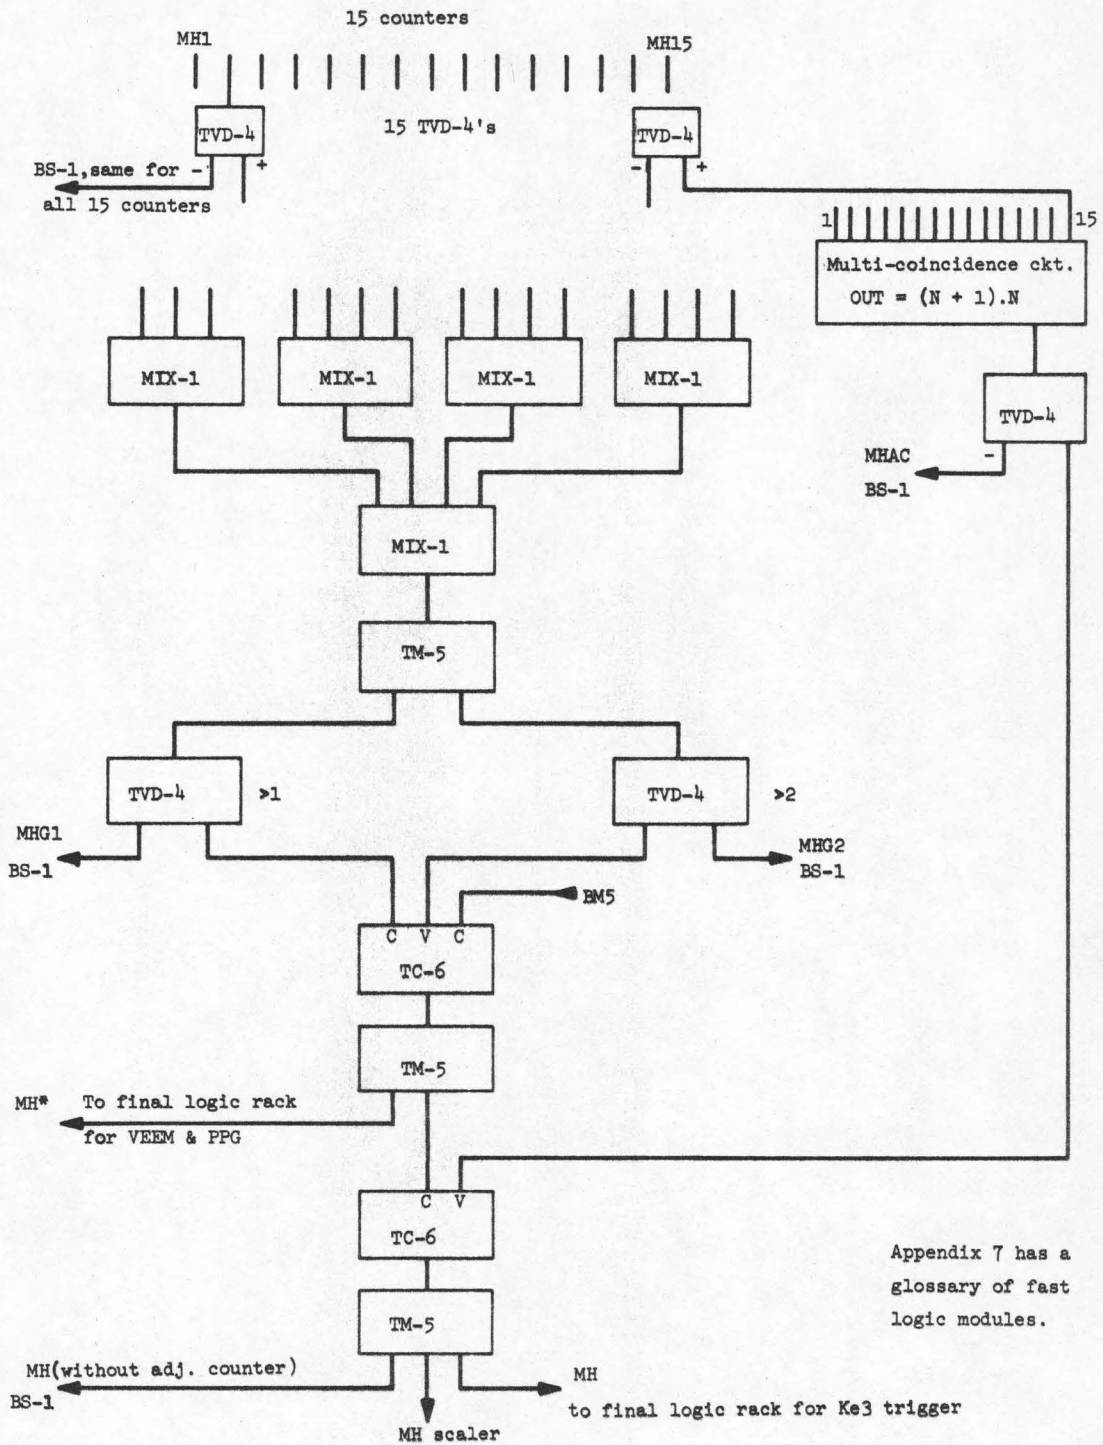 15 counters
MH1
MH15
TVD-4
15 TVD-4's
TVD-4
BS-1,same for - +
all 15 counters
- +
1 15
Multi-coincidence ckt.
OUT = (N + 1).N
MIX-1 MIX-1 MIX-1 MIX-1
TVD-4
MHAC -
BS-1
MIX-1
TM-5
TVD-4 >1
TVD-4 >2
MHG1
BS-1
MHG2
BS-1
BM5
C V C
TC-6
TM-5
MH* To final logic rack
for VEEM & PPG
C V
TC-6
Appendix 7 has a
glossary of fast
logic modules.
TM-5
MH(without adj. counter)
BS-1
MH
to final logic rack for Ke3 trigger
MH scaler